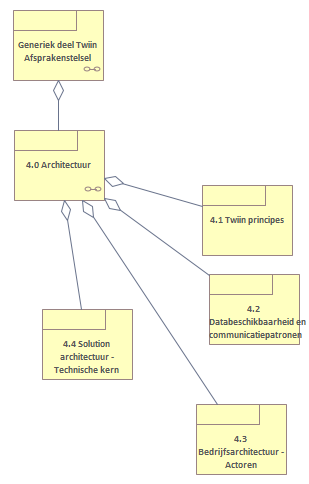 Generiek deel Twiin
Afsprakenstelsel
4.0 Architectuur
4.1 Twiin principes
4.2
Databeschikbaarheid en
communicatiepatronen
4.4 Solution
architectuur -
Technische kern
4.3
Bedrijfsarchitectuur -
Actoren